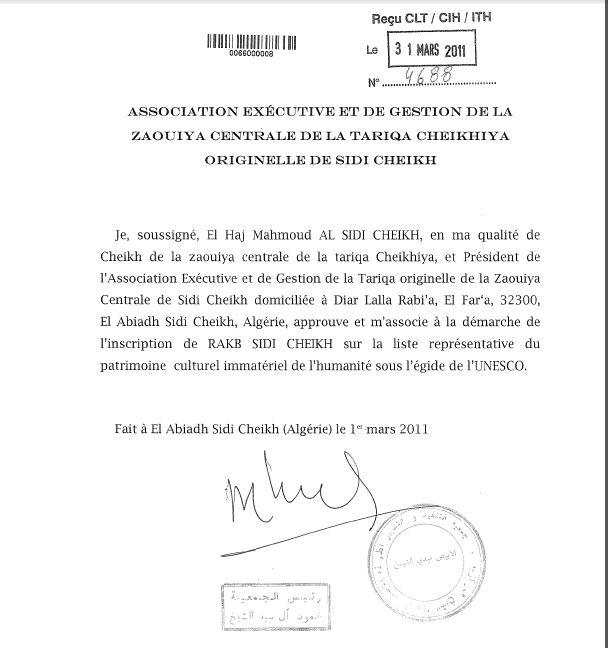 Reçu CLT / CIH / ITH
Le 31 MARS 2011
N° 4688
0066000008
ASSOCIATION EXÉCUTIVE ET DE GESTION DE LA
ZAOUIYA CENTRALE DE LA TARIQA CHEIKHIYA
ORIGINELLE DE SIDI CHEIKH
Je, soussigné, El Haj Mahmoud AL SIDI CHEIKH, en ma qualité de
Cheikh de la zaouiya centrale de la tariqa Cheikhiya, et Président de
l'Association Exécutive et de Gestion de la Tariqa originelle de la Zaouiya
Centrale de Sidi Cheikh domiciliée à Diar Lalla Rabi'a, El Far‘a, 32300,
El Abiadh Sidi Cheikh, Algérie, approuve et m'associe à la démarche de
l'inscription de RAKB SIDI CHEIKH sur la liste représentative du
patrimoine culturel immatériel de l'humanité sous l'égide de l'UNESCO.
Fait à El Abiadh Sidi Cheikh (Algérie) le 1er mars 2011
الأبيض سيدي الشيخ
رئيس الجمعية
آل سيد الشيخ